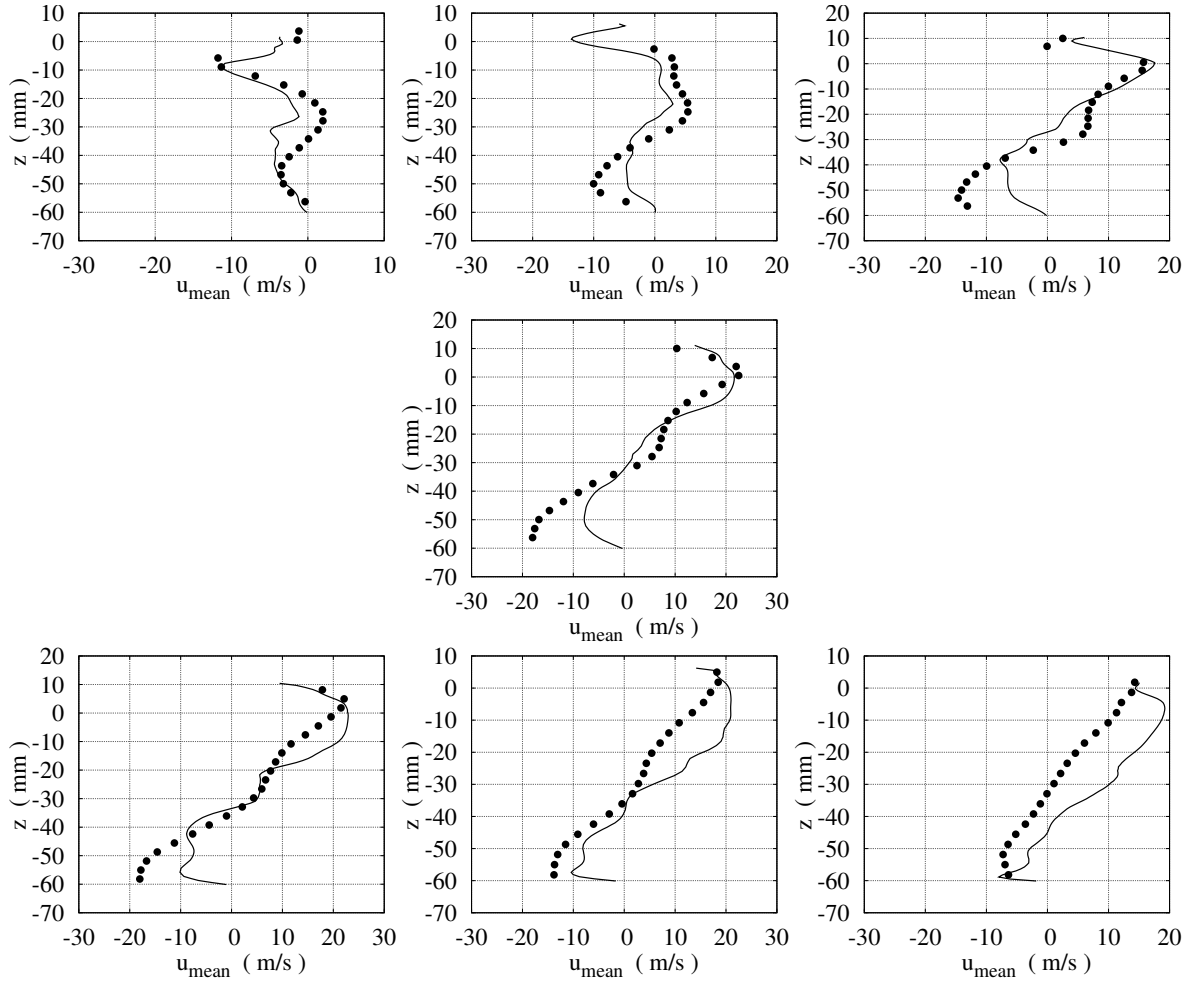 10 10 20
0 0 10
-10 -10 0
-20 -20 -10
-30 -30 -20
-40 -40 -30
-50 -50 -40
-60 -60 -50
-70 -70 -60
-70
z ( mm ) z ( mm ) z ( mm )
-30 -20 -10 0 10 -30 -20 -10 0 10 20 -30 -20 -10 0 10 20
u_mean ( m/s ) u_mean ( m/s ) u_mean ( m/s )
20
10
0
-10
-20
-30
-40
-50
-60
-70
z ( mm )
-30 -20 -10 0 10 20 30
u_mean ( m/s )
20 10 10
10 0 0
0 -10 -10
-10 -20 -20
-20 -30 -30
-30 -40 -40
-40 -50 -50
-50 -60 -60
-60 -70 -70
-70
z ( mm ) z ( mm ) z ( mm )
-30 -20 -10 0 10 20 30 -30 -20 -10 0 10 20 30 -30 -20 -10 0 10 20
u_mean ( m/s ) u_mean ( m/s ) u_mean ( m/s )